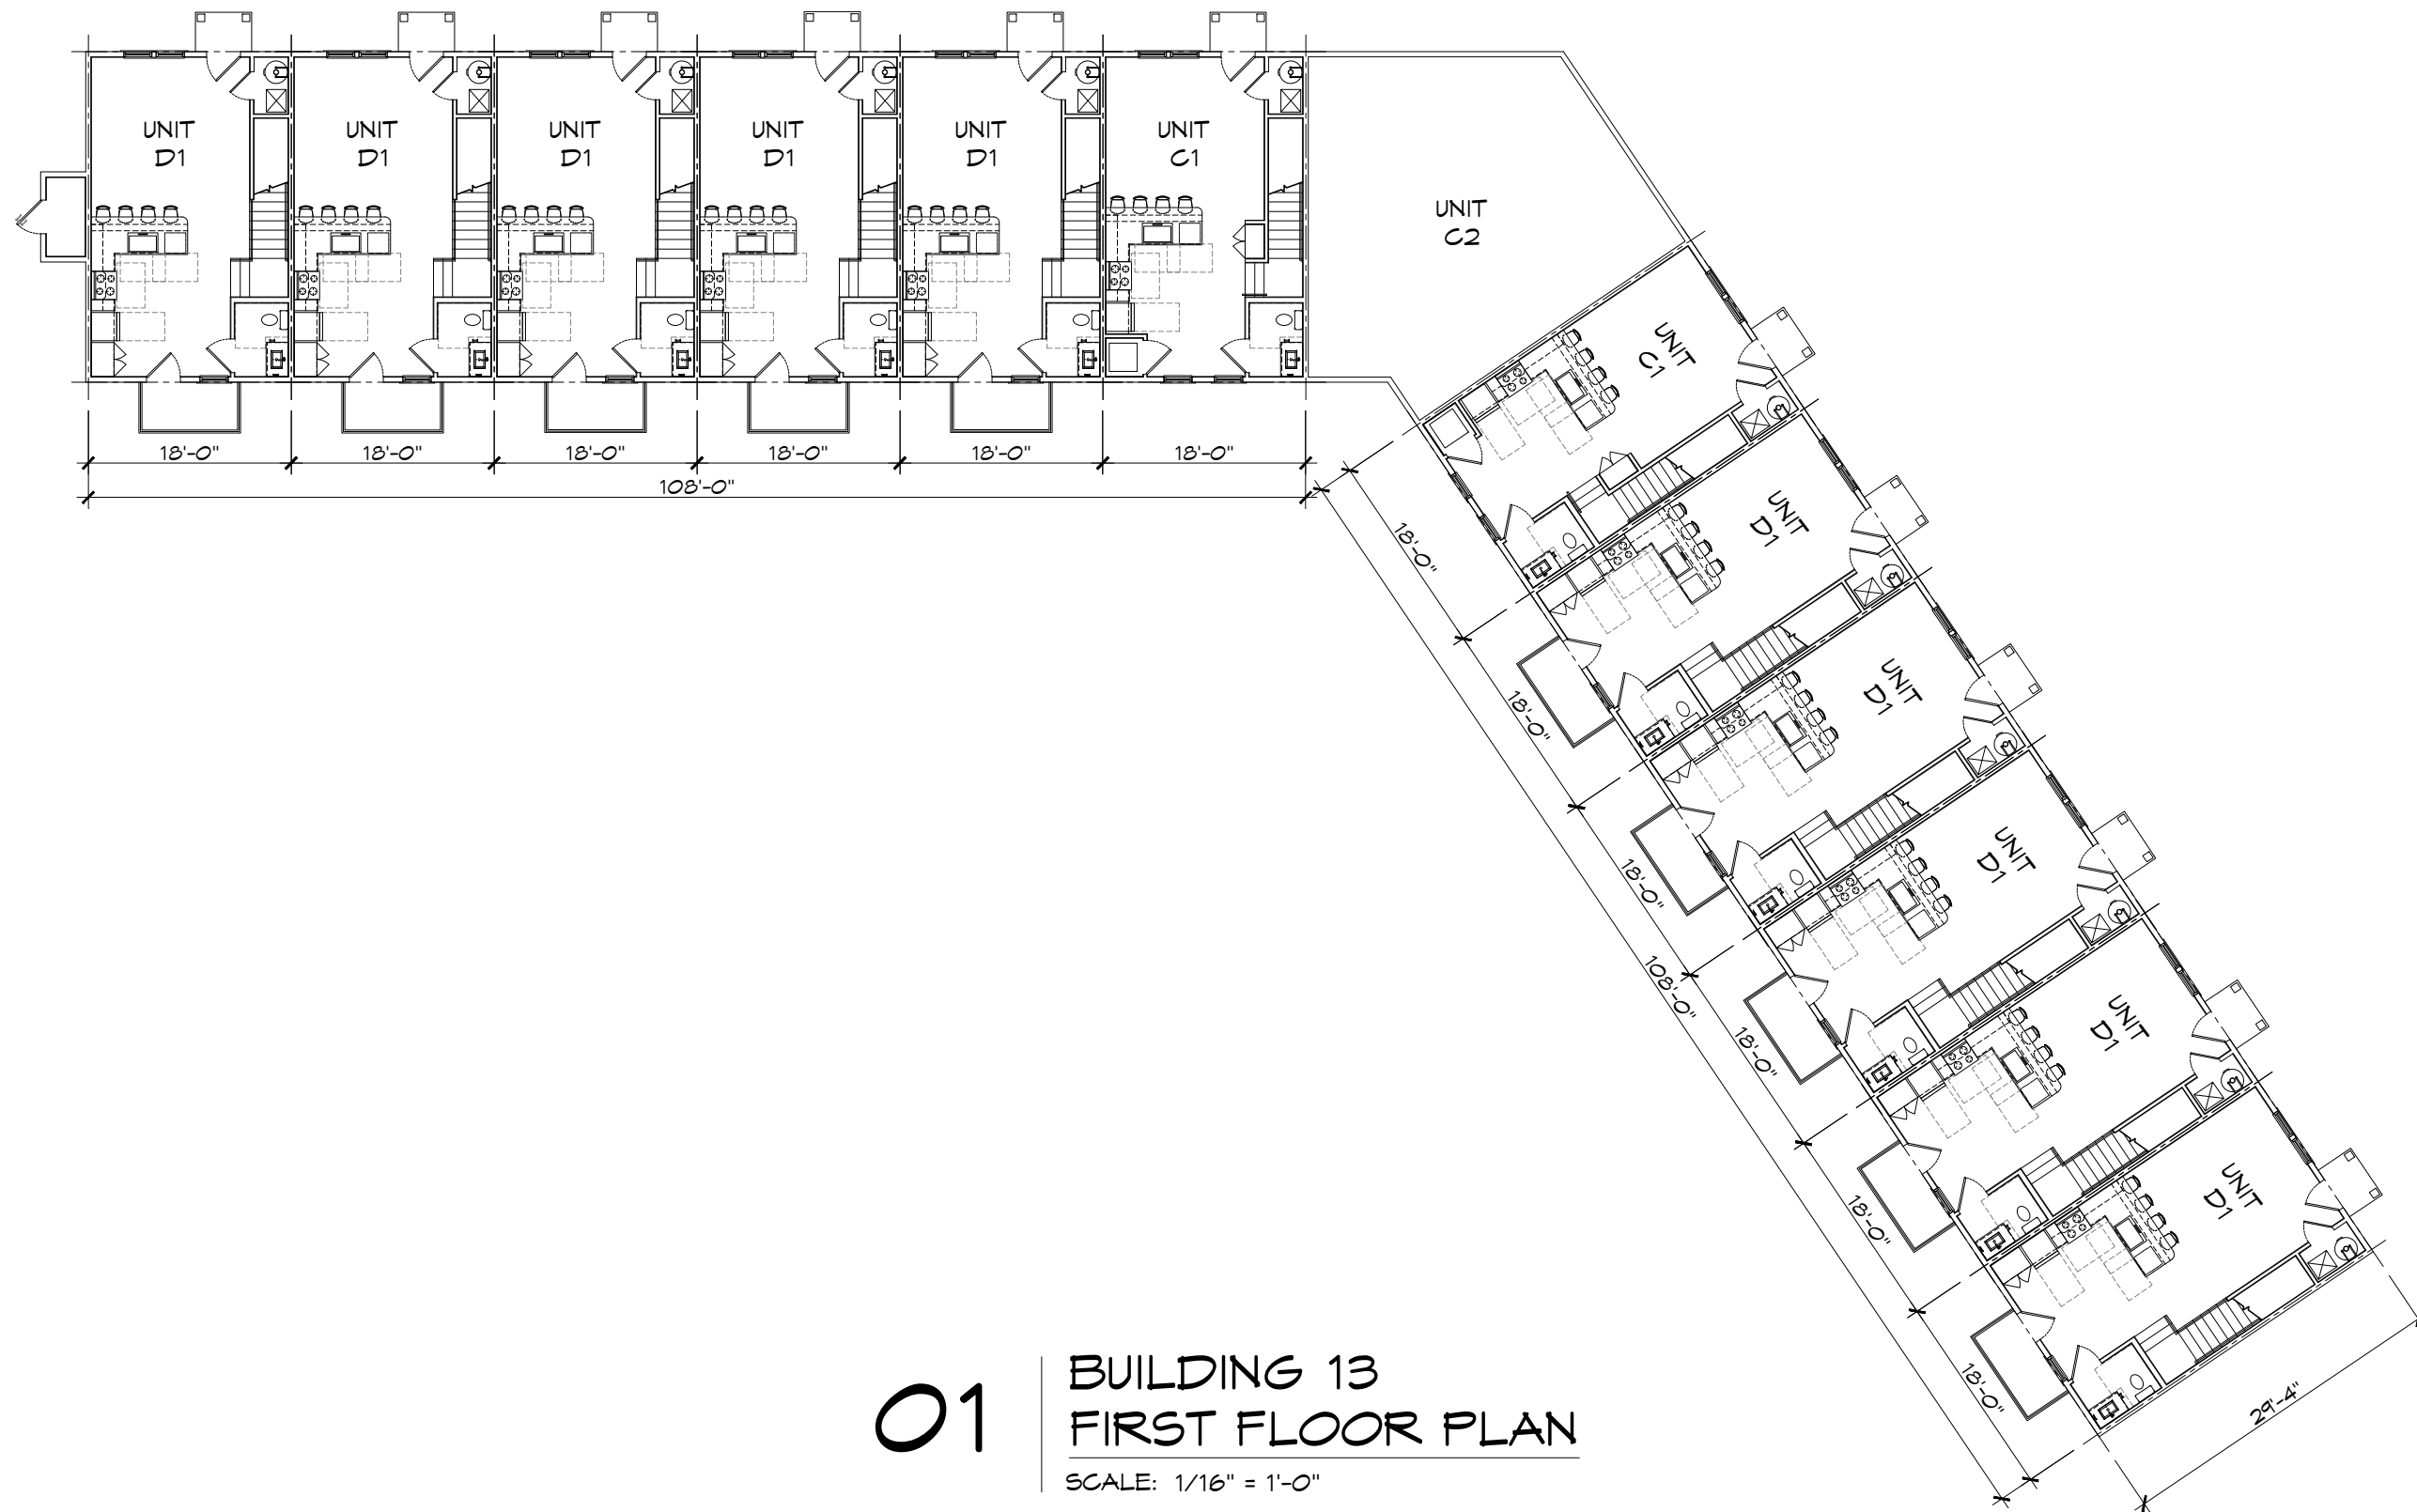 UNIT
D1
UNIT
D1
UNIT
D1
UNIT
D1
UNIT
D1
UNIT
C1
UNIT
C2
18'-0"
18'-0"
18'-0"
18'-0"
18'-0"
18'-0"
108'-0"
UNIT
C1
UNIT
D1
UNIT
D1
UNIT
D1
UNIT
D1
UNIT
D1
18'-0"
18'-0"
18'-0"
18'-0"
18'-0"
18'-0"
108'-0"
29'-4"
01
BUILDING 13
FIRST FLOOR PLAN
SCALE: 1/16" = 1'-0"